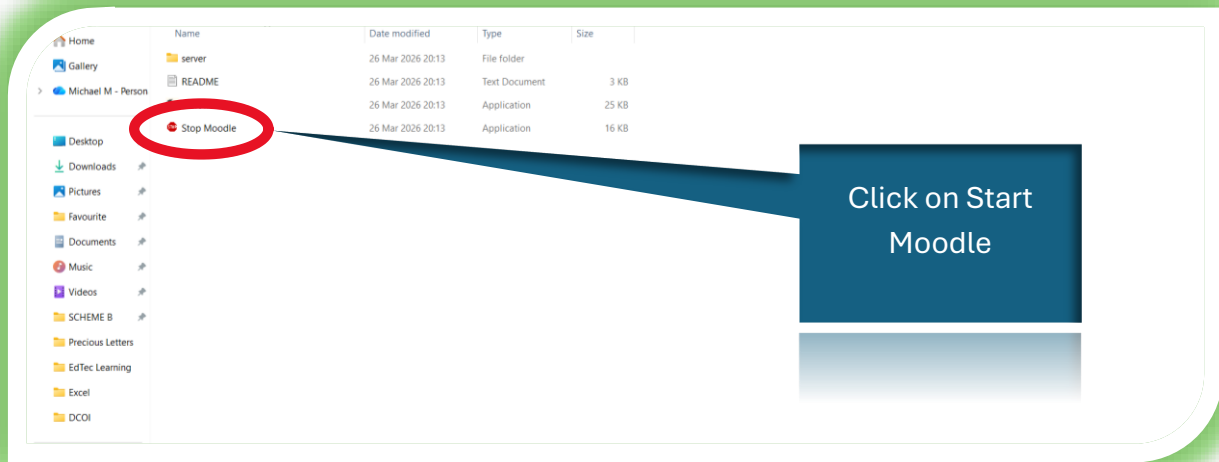 Name Date modified Type Size
Home
Gallery
Michael M - Person
Desktop
Downloads
Pictures
Favourite
Documents
Music
Videos
SCHEME B
Precious Letters
EdTec Learning
Excel
DCOI
server 26 Mar 2026 20:13 File folder
README 26 Mar 2026 20:13 Text Document 3 KB
26 Mar 2026 20:13 Application 25 KB
Stop Moodle 26 Mar 2026 20:13 Application 16 KB
Click on Start
Moodle